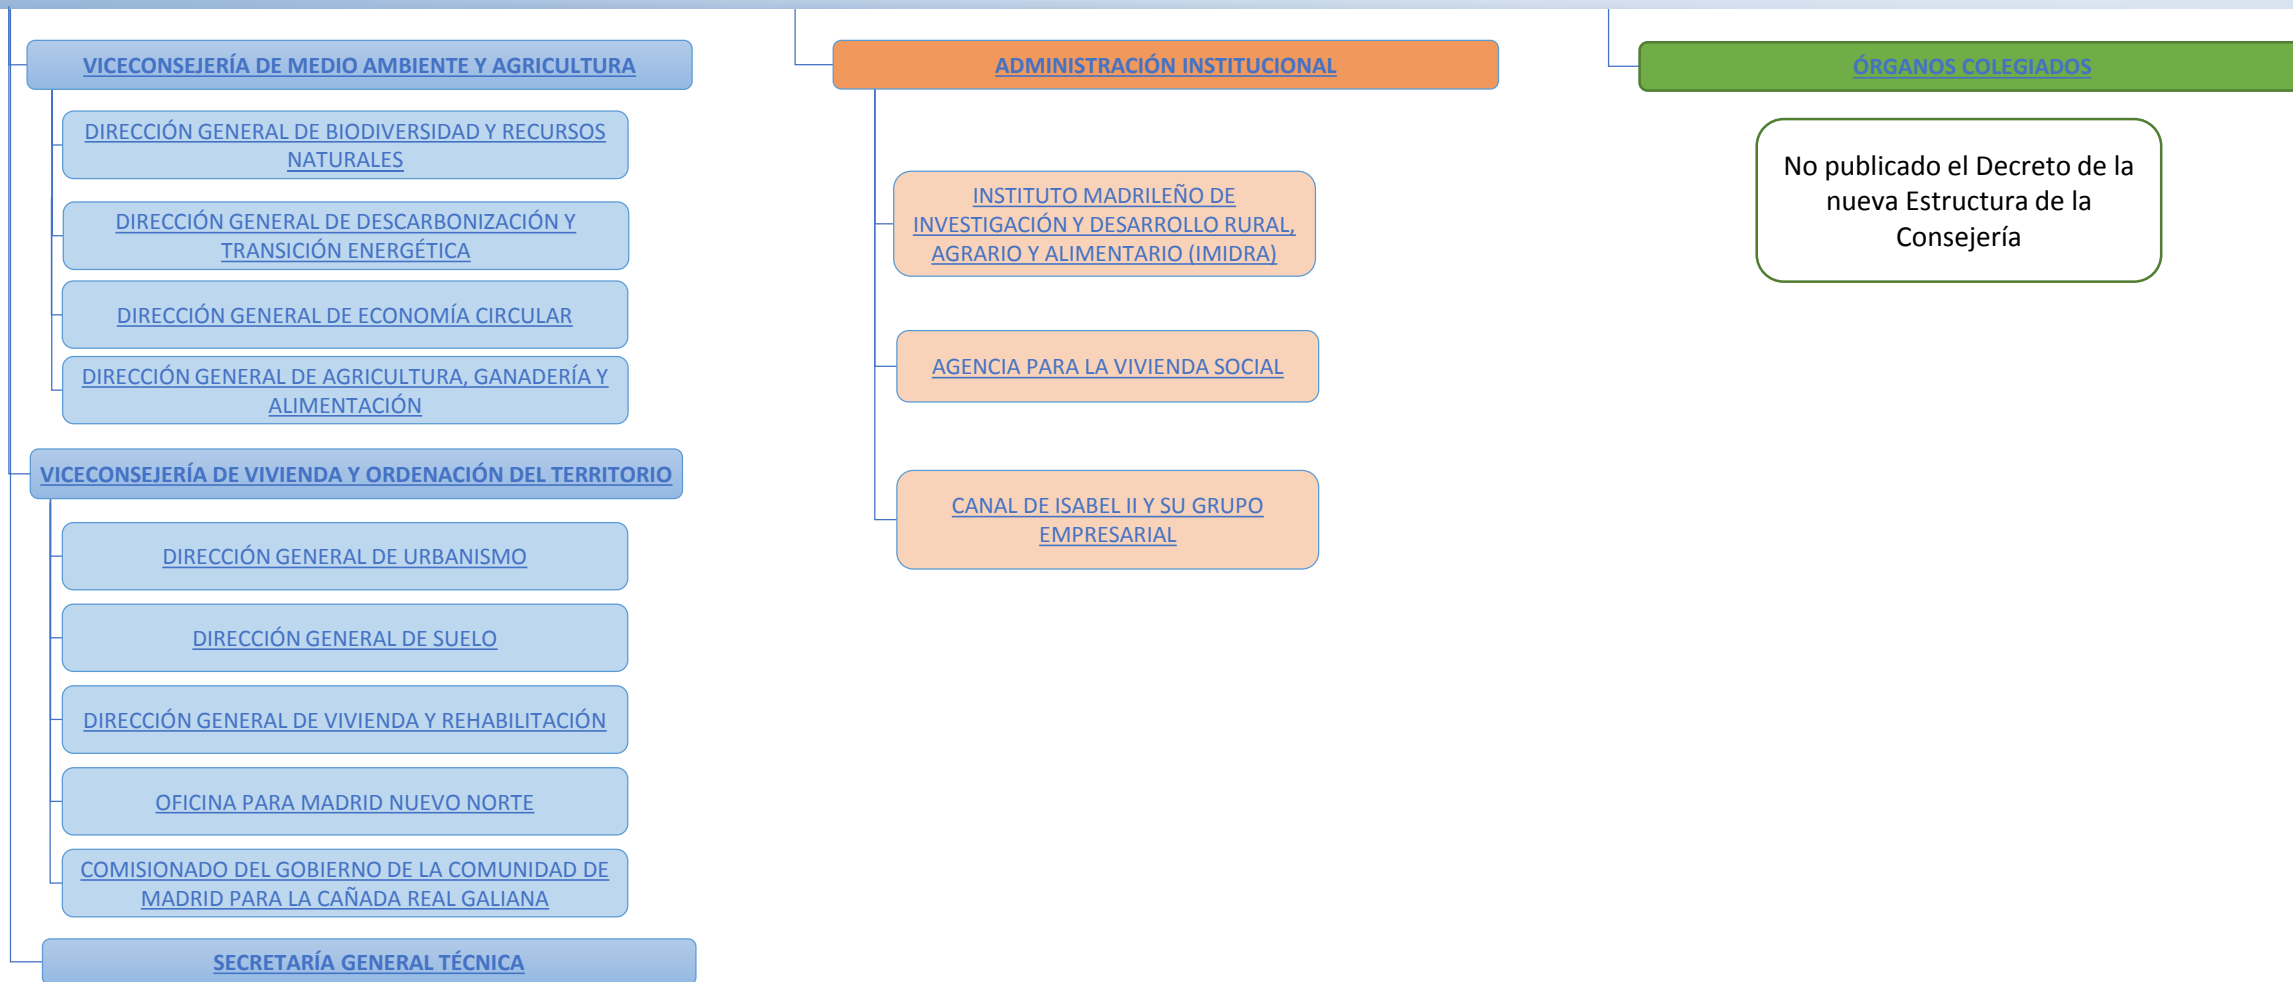 VICECONSEJERÍA DE MEDIO AMBIENTE Y AGRICULTURA
DIRECCIÓN GENERAL DE BIODIVERSIDAD Y RECURSOS
NATURALES
DIRECCIÓN GENERAL DE DESCARBONIZACIÓN Y
TRANSICIÓN ENERGÉTICA
DIRECCIÓN GENERAL DE ECONOMÍA CIRCULAR
DIRECCIÓN GENERAL DE AGRICULTURA, GANADERÍA Y
ALIMENTACIÓN
VICECONSEJERÍA DE VIVIENDA Y ORDENACIÓN DEL TERRITORIO
DIRECCIÓN GENERAL DE URBANISMO
DIRECCIÓN GENERAL DE SUELO
DIRECCIÓN GENERAL DE VIVIENDA Y REHABILITACIÓN
OFICINA PARA MADRID NUEVO NORTE
COMISIONADO DEL GOBIERNO DE LA COMUNIDAD DE
MADRID PARA LA CAÑADA REAL GALIANA
SECRETARÍA GENERAL TÉCNICA
ADMINISTRACIÓN INSTITUCIONAL
INSTITUTO MADRILEÑO DE
INVESTIGACIÓN Y DESARROLLO RURAL,
AGRARIO Y ALIMENTARIO (IMIDRA)
AGENCIA PARA LA VIVIENDA SOCIAL
CANAL DE ISABEL II Y SU GRUPO
EMPRESARIAL
ÓRGANOS COLEGIADOS
No publicado el Decreto de la
nueva Estructura de la
Consejería